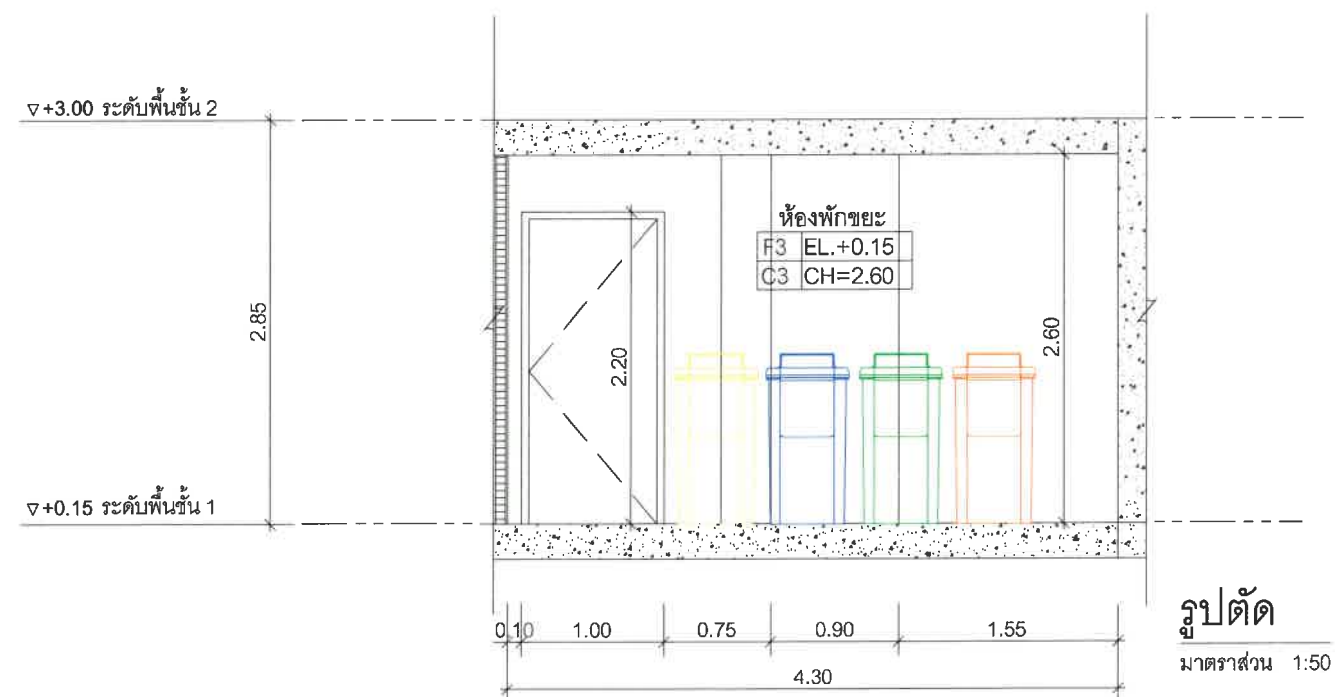 ▽+3.00 ระดับพื้นชั้น 2
ห้องพักขยะ
F3 EL.+0.15
C3 CH=2.60
2.85
2.20
2.60
▽+0.15 ระดับพื้นชั้น 1
0.10 1.00 0.75 0.90 1.55
4.30
รูปตัด
มาตราส่วน 1:50